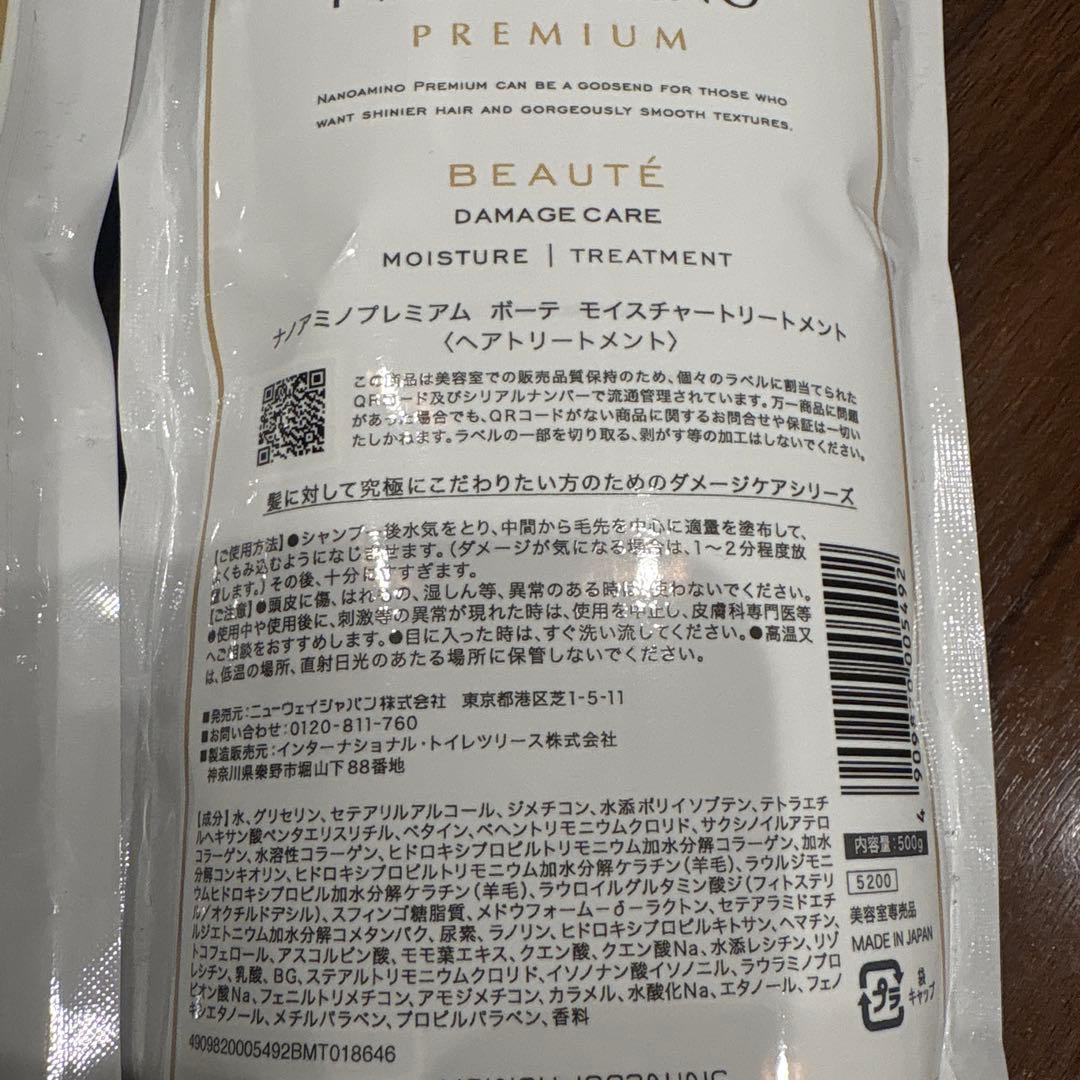 PREMIUM
NANOAMINO PREMIUM CAN BE A GODSEND FOR THOSE WHO
WANT SHINIER HAIR AND GORGEOUSLY SMOOTH TEXTURES.
BEAUTÉ
DAMAGE CARE
MOISTURE | TREATMENT
ナノアミノプレミアム ボーテ モイスチャートリートメント
〈ヘアトリートメント〉
この商品は美容室での販売品質保持のため、個々のラベルに割当てられた
QRコード及びシリアルナンバーで流通管理されています。万一商品に問題
があった場合でも、QRコードがない商品に関するお問合せや保証は一切い
たしかねます。ラベルの一部を切り取る、剥がす等の加工はしないでください。
髪に対して究極にこだわりたい方のためのダメージケアシリーズ
【ご使用方法】●シャンプー後水気をとり、中間から毛先を中心に適量を塗布して、
よくもみ込むようになじませます。(ダメージが気になる場合は、1〜2分程度放
置します。)その後、十分にすすぎます。
【ご注意】●頭皮に傷、はれもの、湿しん等、異常のある時は、使わないでください。
●使用中や使用後に、刺激等の異常が現れた時は、使用を中止し、皮膚科専門医等
へご相談をおすすめします。●目に入った時は、すぐ洗い流してください。●高温又
は、低温の場所、直射日光のあたる場所に保管しないでください。
■発売元:ニューウェイジャパン株式会社 東京都港区芝1-5-11
■お問い合わせ:0120-811-760
■製造販売元:インターナショナル・トイレツリース株式会社
神奈川県秦野市堀山下88番地
【成分】水、グリセリン、セテアリルアルコール、ジメチコン、水添ポリイソブテン、テトラエチ
ルヘキサン酸ペンタエリスリチル、ベタイン、ベヘントリモニウムクロリド、サクシノイルアテロ
コラーゲン、水溶性コラーゲン、ヒドロキシプロピルトリモニウム加水分解コラーゲン、加水
分解コンキオリン、ヒドロキシプロピルトリモニウム加水分解ケラチン(羊毛)、ラウルジモニ
ウムヒドロキシプロピル加水分解ケラチン(羊毛)、ラウロイルグルタミン酸ジ(フィトステリ
ル/オクチルドデシル)、スフィンゴ糖脂質、メドウフォーム-δ-ラクトン、セテアラミドエチ
ルジエトニウム加水分解コメタンパク、尿素、ラノリン、ヒドロキシプロピルキトサン、ヘマチン、
トコフェロール、アスコルビン酸、モモ葉エキス、クエン酸、クエン酸Na、水添レシチン、リゾ
レシチン、乳酸、BG、ステアルトリモニウムクロリド、イソノナン酸イソノニル、ラウラミノプロ
ピオン酸Na、フェニルトリメチコン、アモジメチコン、カラメル、水酸化Na、エタノール、フェノ
キシエタノール、メチルパラベン、プロピルパラベン、香料
4909820005492BMT018646
4 909820 005492
内容量:500g
5200
美容室専売品
MADE IN JAPAN
プラ
袋
キャップ